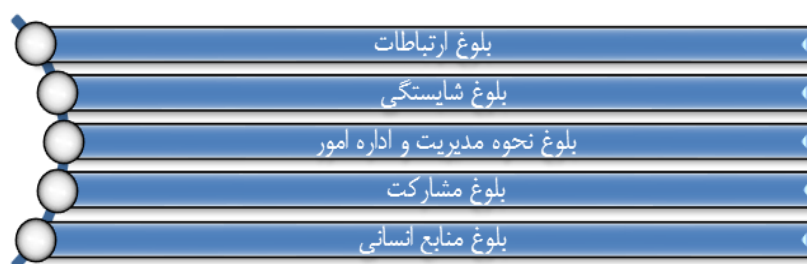 بلوغ ارتباطات
بلوغ شایستگی
بلوغ نحوه مدیریت و اداره امور
بلوغ مشارکت
بلوغ منابع انسانی